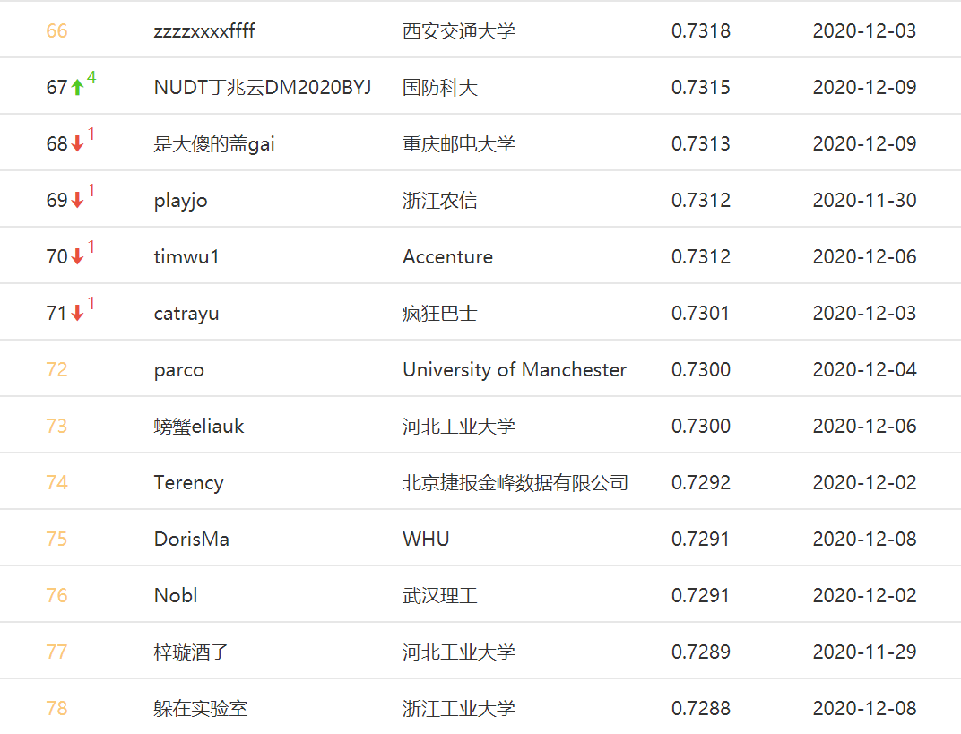 66 zzzzxxxxffff 西安交通大学 0.7318 2020-12-03
67 4 NUDT丁兆云DM2020BYJ 国防科大 0.7315 2020-12-09
68 1 是大傻的盖gai 重庆邮电大学 0.7313 2020-12-09
69 1 playjo 浙江农信 0.7312 2020-11-30
70 1 timwu1 Accenture 0.7312 2020-12-06
71 1 catrayu 疯狂巴士 0.7301 2020-12-03
72 parco University of Manchester 0.7300 2020-12-04
73 螃蟹eliauk 河北工业大学 0.7300 2020-12-06
74 Terency 北京捷报金峰数据有限公司 0.7292 2020-12-02
75 DorisMa WHU 0.7291 2020-12-08
76 Nobl 武汉理工 0.7291 2020-12-02
77 梓璇酒了 河北工业大学 0.7289 2020-11-29
78 躲在实验室 浙江工业大学 0.7288 2020-12-08